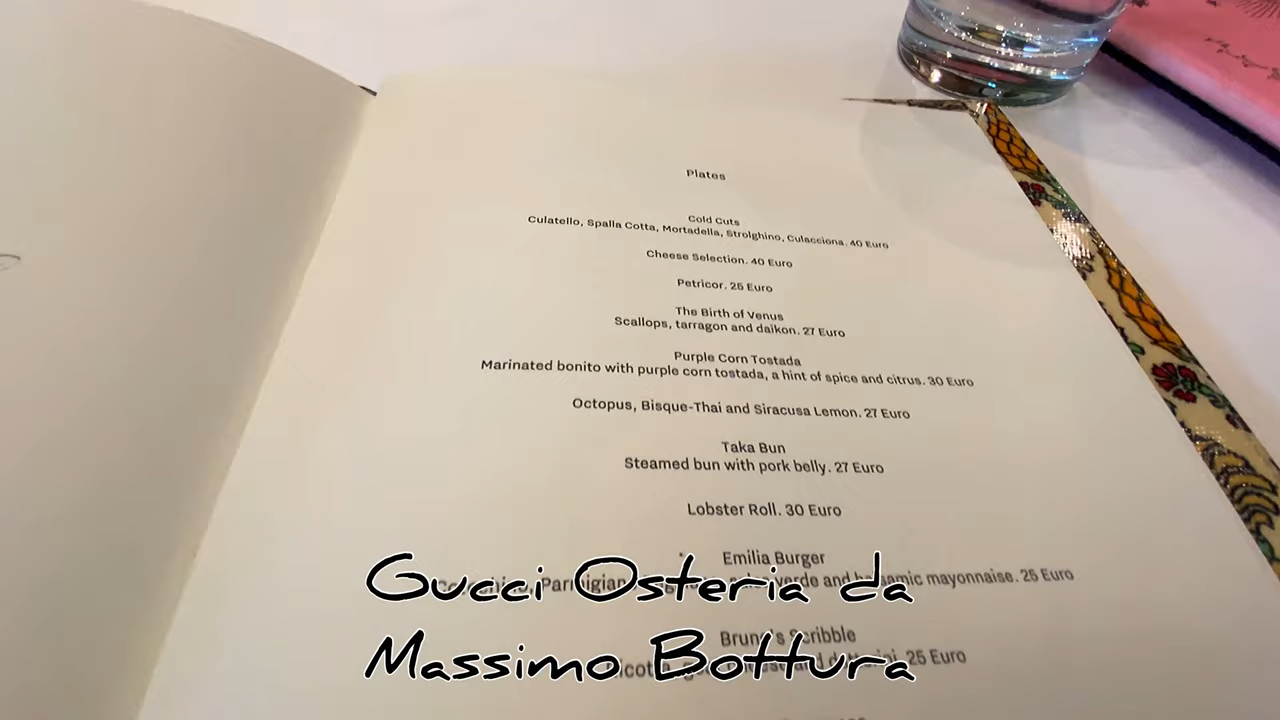 Plates
Cold Cuts
Culatello, Spalla Cotta, Mortadella, Strolghino, Culacciona. 40 Euro
Cheese Selection. 40 Euro
Petricor. 25 Euro
The Birth of Venus
Scallops, tarragon and daikon. 27 Euro
Purple Corn Tostada
Marinated bonito with purple corn tostada, a hint of spice and citrus. 30 Euro
Octopus, Bisque-Thai and Siracusa Lemon. 27 Euro
Taka Bun
Steamed bun with pork belly. 27 Euro
Lobster Roll. 30 Euro
Emilia Burger
verde and balsamic mayonnaise. 25 Euro
Scribble
25 Euro
Gucci Osteria da
Massimo Bottura